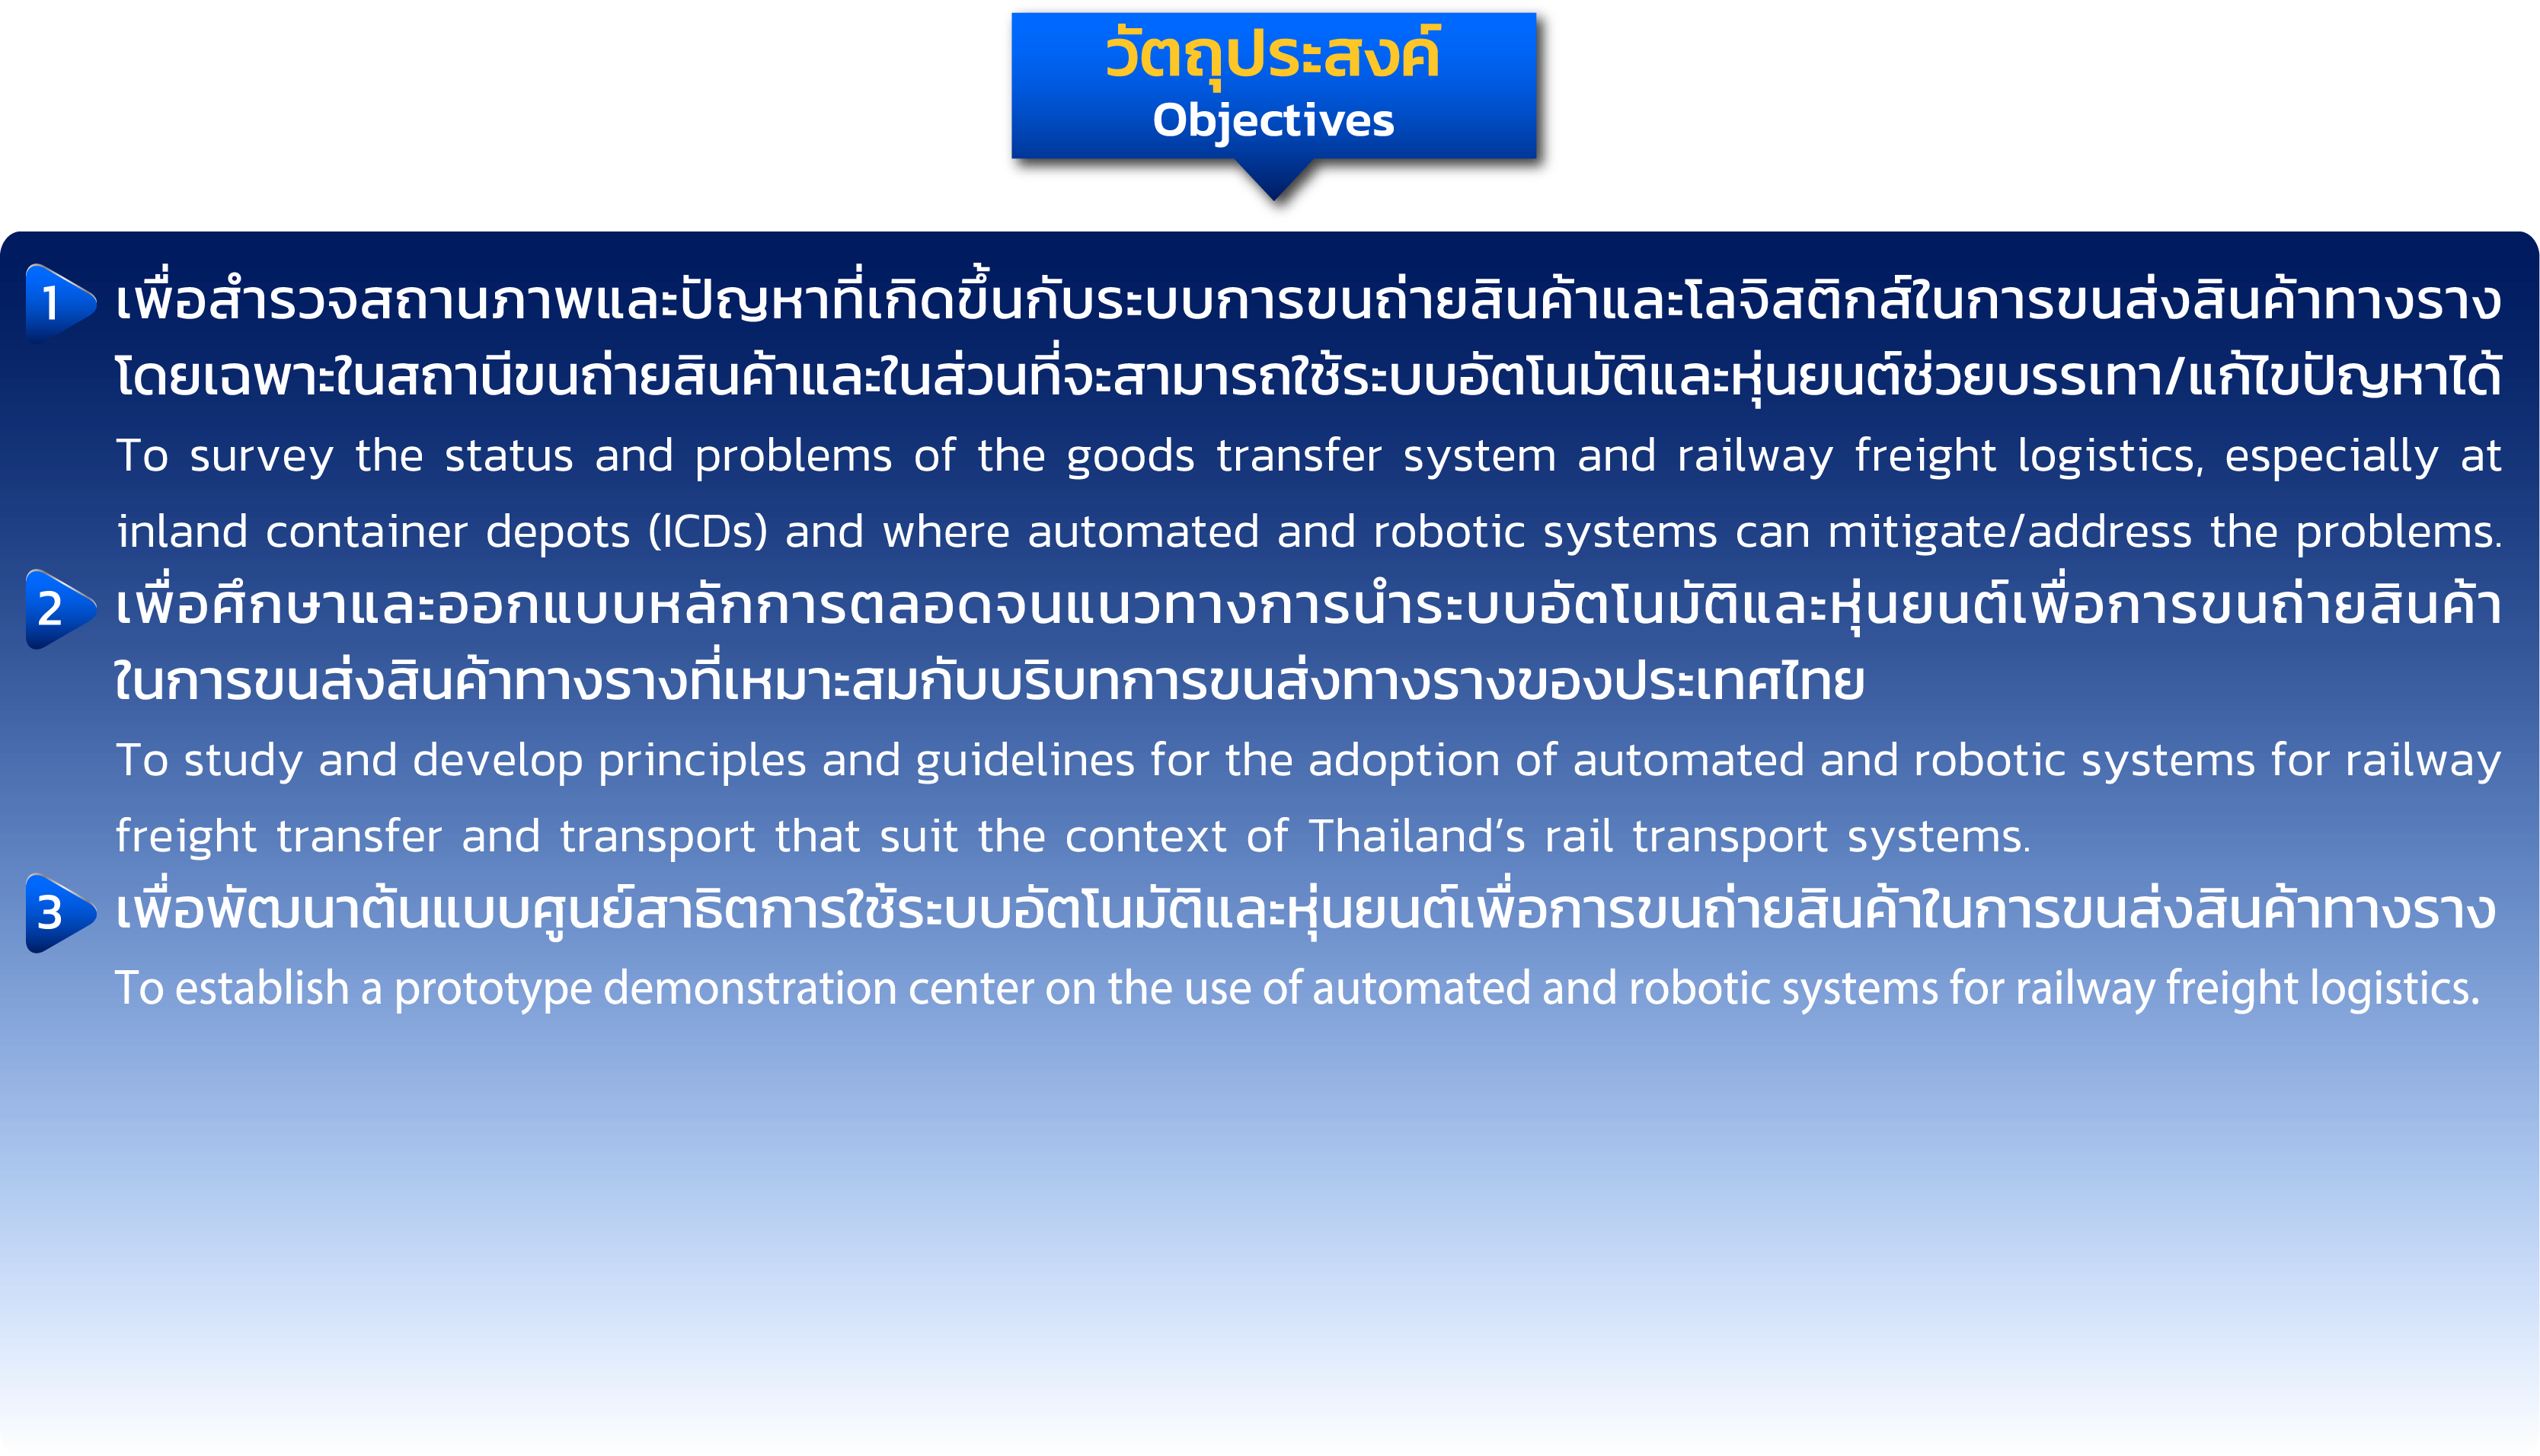 วัตถุประสงค์
Objectives
1 เพื่อสำรวจสถานภาพและปัญหาที่เกิดขึ้นกับระบบการขนถ่ายสินค้าและโลจิสติกส์ในการขนส่งสินค้าทางราง
โดยเฉพาะในสถานีขนถ่ายสินค้าและในส่วนที่จะสามารถใช้ระบบอัตโนมัติและหุ่นยนต์ช่วยบรรเทา/แก้ไขปัญหาได้
To survey the status and problems of the goods transfer system and railway freight logistics, especially at
inland container depots (ICDs) and where automated and robotic systems can mitigate/address the problems.
2 เพื่อศึกษาและออกแบบหลักการตลอดจนแนวทางการนำระบบอัตโนมัติและหุ่นยนต์เพื่อการขนถ่ายสินค้า
ในการขนส่งสินค้าทางรางที่เหมาะสมกับบริบทการขนส่งทางรางของประเทศไทย
To study and develop principles and guidelines for the adoption of automated and robotic systems for railway
freight transfer and transport that suit the context of Thailand’s rail transport systems.
3 เพื่อพัฒนาต้นแบบศูนย์สาธิตการใช้ระบบอัตโนมัติและหุ่นยนต์เพื่อการขนถ่ายสินค้าในการขนส่งสินค้าทางราง
To establish a prototype demonstration center on the use of automated and robotic systems for railway freight logistics.